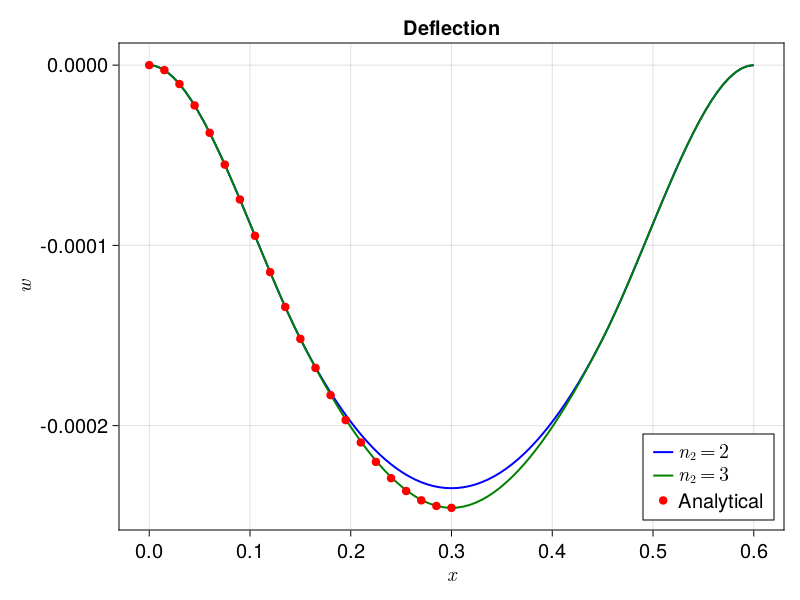 Deflection
0.0000
-0.0001
-0.0002
w
n₂ = 2
n₂ = 3
Analytical
0.0 0.1 0.2 0.3 0.4 0.5 0.6
x